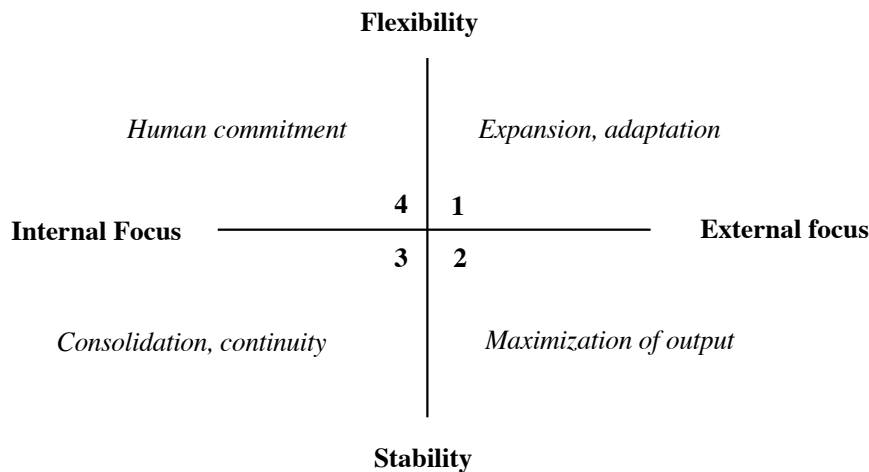 Flexibility
Human commitment
Expansion, adaptation
4
1
Internal Focus
External focus
3
2
Consolidation, continuity
Maximization of output
Stability